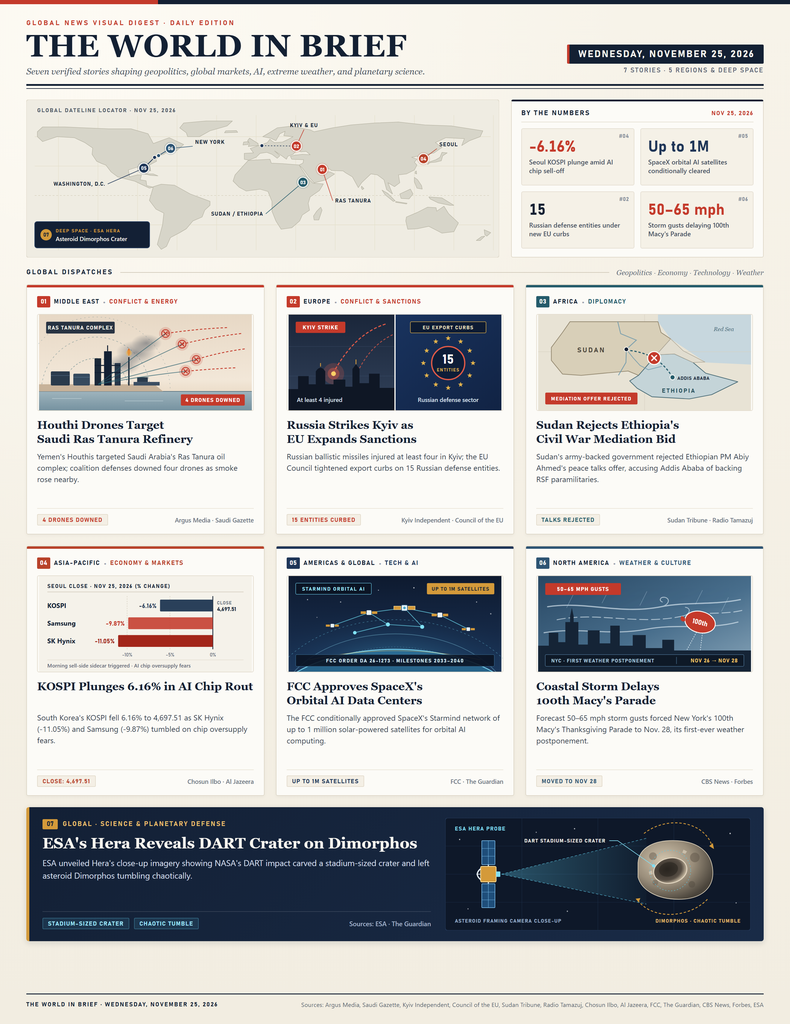 GLOBAL NEWS VISUAL DIGEST · DAILY EDITION
THE WORLD IN BRIEF
Seven verified stories shaping geopolitics, global markets, AI, extreme weather, and planetary science.
WEDNESDAY, NOVEMBER 25, 2026
7 STORIES · 5 REGIONS & DEEP SPACE
GLOBAL DATELINE LOCATOR · NOV 25, 2026
KYIV & EU
NEW YORK
SEOUL
06
02
04
05
01
03
WASHINGTON, D.C.
RAS TANURA
SUDAN / ETHIOPIA
07
DEEP SPACE · ESA HERA
Asteroid Dimorphos Crater
BY THE NUMBERS
NOV 25, 2026
#04
-6.16%
Seoul KOSPI plunge amid AI
chip sell-off
#05
Up to 1M
SpaceX orbital AI satellites
conditionally cleared
#02
15
Russian defense entities under
new EU curbs
#06
50–65 mph
Storm gusts delaying 100th
Macy's Parade
GLOBAL DISPATCHES
Geopolitics · Economy · Technology · Weather
01 MIDDLE EAST · CONFLICT & ENERGY
RAS TANURA COMPLEX
4 DRONES DOWNED
Houthi Drones Target
Saudi Ras Tanura Refinery
Yemen's Houthis targeted Saudi Arabia's Ras Tanura oil
complex; coalition defenses downed four drones as smoke
rose nearby.
4 DRONES DOWNED
Argus Media · Saudi Gazette
02 EUROPE · CONFLICT & SANCTIONS
KYIV STRIKE
At least 4 injured
EU EXPORT CURBS
15
ENTITIES
Russian defense sector
Russia Strikes Kyiv as
EU Expands Sanctions
Russian ballistic missiles injured at least four in Kyiv; the EU
Council tightened export curbs on 15 Russian defense entities.
15 ENTITIES CURBED
Kyiv Independent · Council of the EU
03 AFRICA · DIPLOMACY
Red Sea
SUDAN
ADDIS ABABA
ETHIOPIA
MEDIATION OFFER REJECTED
Sudan Rejects Ethiopia's
Civil War Mediation Bid
Sudan's army-backed government rejected Ethiopian PM Abiy
Ahmed's peace talks offer, accusing Addis Ababa of backing
RSF paramilitaries.
TALKS REJECTED
Sudan Tribune · Radio Tamazuj
04 ASIA-PACIFIC · ECONOMY & MARKETS
SEOUL CLOSE · NOV 25, 2026 (% CHANGE)
KOSPI
-6.16%
CLOSE
4,697.51
Samsung
-9.87%
SK Hynix
-11.05%
-10%
-5%
0%
Morning sell-side sidecar triggered · AI chip oversupply fears
KOSPI Plunges 6.16% in AI Chip Rout
South Korea's KOSPI fell 6.16% to 4,697.51 as SK Hynix
(-11.05%) and Samsung (-9.87%) tumbled on chip oversupply
fears.
CLOSE: 4,697.51
Chosun Ilbo · Al Jazeera
05 AMERICAS & GLOBAL · TECH & AI
STARMIND ORBITAL AI
UP TO 1M SATELLITES
FCC ORDER DA 26-1273 · MILESTONES 2033–2040
FCC Approves SpaceX's
Orbital AI Data Centers
The FCC conditionally approved SpaceX's Starmind network of
up to 1 million solar-powered satellites for orbital AI
computing.
UP TO 1M SATELLITES
FCC · The Guardian
06 NORTH AMERICA · WEATHER & CULTURE
50–65 MPH GUSTS
100th
NYC · FIRST WEATHER POSTPONEMENT
NOV 26 → NOV 28
Coastal Storm Delays
100th Macy's Parade
Forecast 50–65 mph storm gusts forced New York's 100th
Macy's Thanksgiving Parade to Nov. 28, its first-ever weather
postponement.
MOVED TO NOV 28
CBS News · Forbes
07 GLOBAL · SCIENCE & PLANETARY DEFENSE
ESA's Hera Reveals DART Crater on Dimorphos
ESA unveiled Hera's close-up imagery showing NASA's DART impact carved a stadium-sized crater and left
asteroid Dimorphos tumbling chaotically.
STADIUM-SIZED CRATER
CHAOTIC TUMBLE
Sources: ESA · The Guardian
ESA HERA PROBE
DART STADIUM-SIZED CRATER
ASTEROID FRAMING CAMERA CLOSE-UP
DIMORPHOS · CHAOTIC TUMBLE
THE WORLD IN BRIEF · WEDNESDAY, NOVEMBER 25, 2026
Sources: Argus Media, Saudi Gazette, Kyiv Independent, Council of the EU, Sudan Tribune, Radio Tamazuj, Chosun Ilbo, Al Jazeera, FCC, The Guardian, CBS News, Forbes, ESA